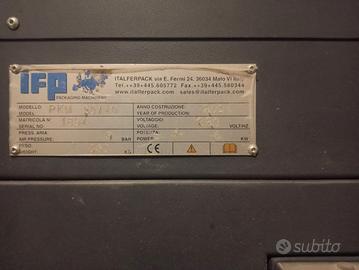 IFP
PACKAGING MACHINERY
ITALFERPACK via E. Fermi 24, 36034 Malo VI Italy
Tel.++39+445.605772 Fax.++39+445.580344
www.italferpack.com sales@italferpack.com
MODELLO
MODEL
ANNO COSTRUZIONE
YEAR OF PRODUCTION
MATRICOLA N°
SERIAL N°
VOLTAGGIO
VOLTAGE
VOLT/HZ
PRESS. ARIA
AIR PRESSURE
BAR
POTENZA
POWER
KW
PESO
WEIGHT
KG
CE
subito